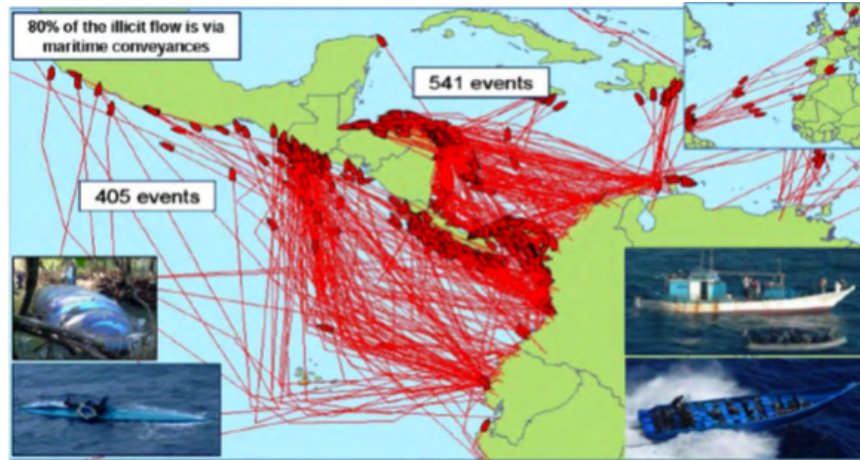 80% of the illicit flow is via
maritime conveyances
541 events
405 events